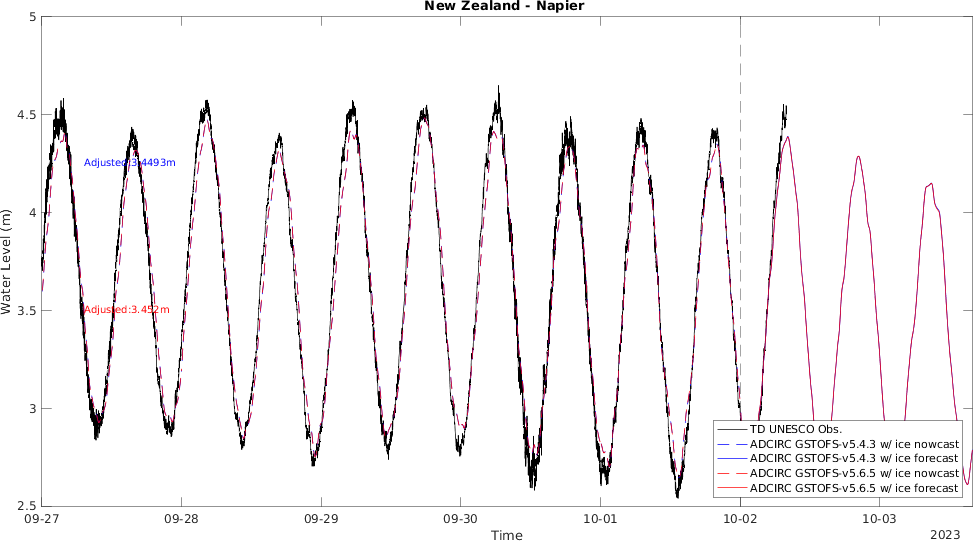 New Zealand - Napier
5
4.5
4
3.5
3
2.5
Water Level (m)
Adjusted:3.4493m
Adjusted:3.452m
TD UNESCO Obs.
ADCIRC GSTOFS-v5.4.3 w/ ice nowcast
ADCIRC GSTOFS-v5.4.3 w/ ice forecast
ADCIRC GSTOFS-v5.6.5 w/ ice nowcast
ADCIRC GSTOFS-v5.6.5 w/ ice forecast
09-27 09-28 09-29 09-30 10-01 10-02 10-03
Time
2023